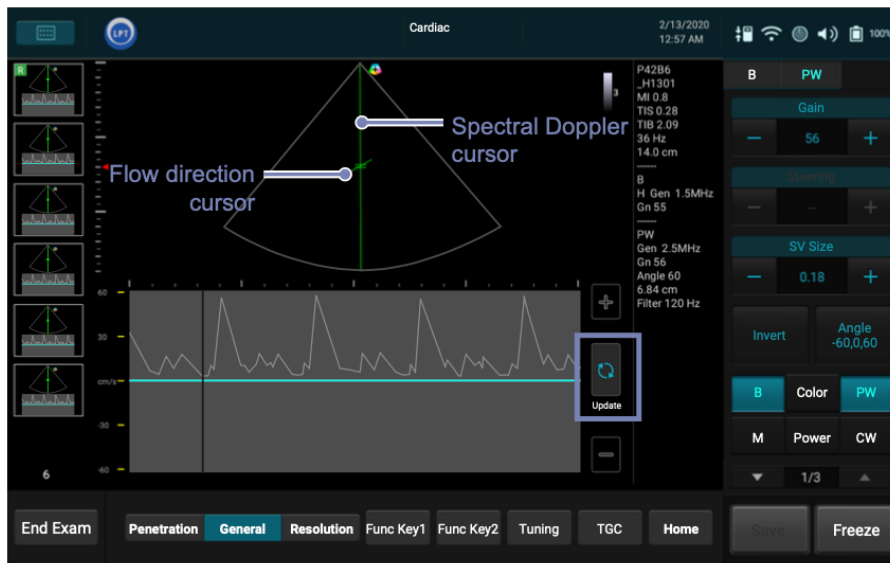 LPT
Cardiac
2/13/2020
12:57 AM
100%
R
3
Spectral Doppler
cursor
Flow direction
cursor
P42B6
_H1301
MI 0.8
TIS 0.28
TIB 2.09
36 Hz
14.0 cm
------
B
H Gen 1.5MHz
Gn 55
------
PW
Gen 2.5MHz
Gn 56
Angle 60
6.84 cm
Filter 120 Hz
60
30
cm/s
-30
-60
Update
6
B PW
Gain
56
Steering
SV Size
0.18
Invert
Angle
-60,0,60
B Color PW
M Power CW
1/3
End Exam Penetration General Resolution Func Key1 Func Key2 Tuning TGC Home Save Freeze